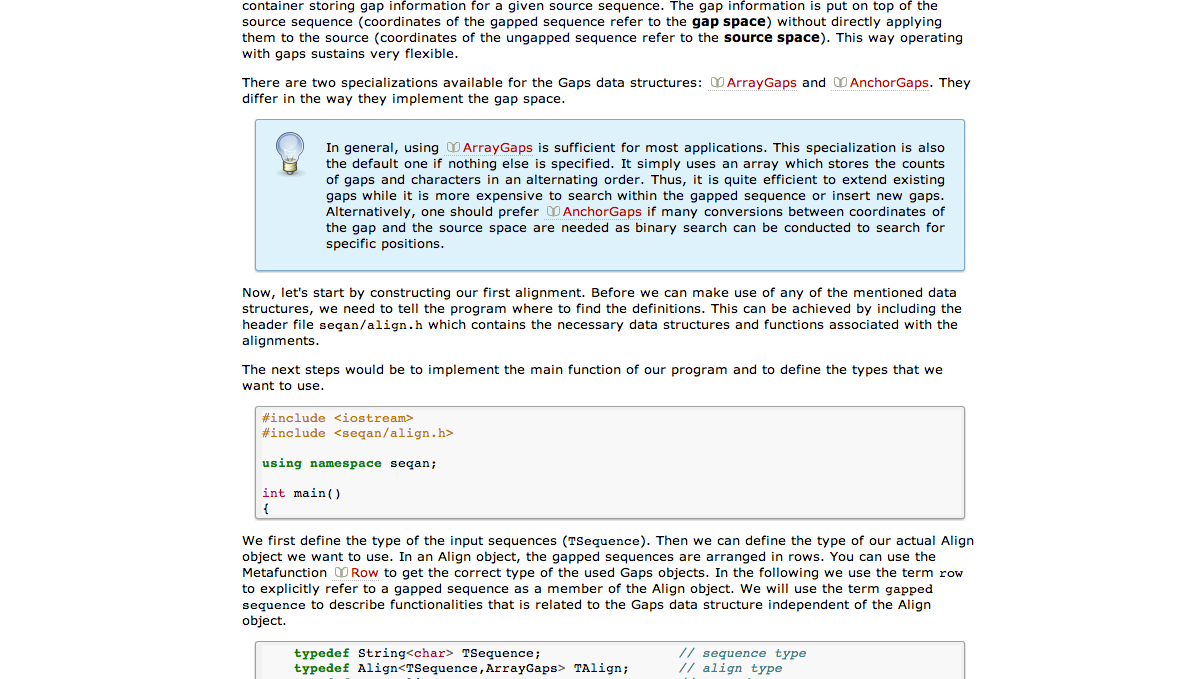 container storing gap information for a given source sequence. The gap information is put on top of the
source sequence (coordinates of the gapped sequence refer to the gap space) without directly applying
them to the source (coordinates of the ungapped sequence refer to the source space). This way operating
with gaps sustains very flexible.
There are two specializations available for the Gaps data structures: ArrayGaps and AnchorGaps. They
differ in the way they implement the gap space.
In general, using ArrayGaps is sufficient for most applications. This specialization is also
the default one if nothing else is specified. It simply uses an array which stores the counts
of gaps and characters in an alternating order. Thus, it is quite efficient to extend existing
gaps while it is more expensive to search within the gapped sequence or insert new gaps.
Alternatively, one should prefer AnchorGaps if many conversions between coordinates of
the gap and the source space are needed as binary search can be conducted to search for
specific positions.
Now, let's start by constructing our first alignment. Before we can make use of any of the mentioned data
structures, we need to tell the program where to find the definitions. This can be achieved by including the
header file seqan/align.h which contains the necessary data structures and functions associated with the
alignments.
The next steps would be to implement the main function of our program and to define the types that we
want to use.
#include <iostream>
#include <seqan/align.h>
using namespace seqan;
int main()
{
We first define the type of the input sequences (TSequence). Then we can define the type of our actual Align
object we want to use. In an Align object, the gapped sequences are arranged in rows. You can use the
Metafunction Row to get the correct type of the used Gaps objects. In the following we use the term row
to explicitly refer to a gapped sequence as a member of the Align object. We will use the term gapped
sequence to describe functionalities that is related to the Gaps data structure independent of the Align
object.
typedef String<char> TSequence; // sequence type
typedef Align<TSequence,ArrayGaps> TAlign; // align type